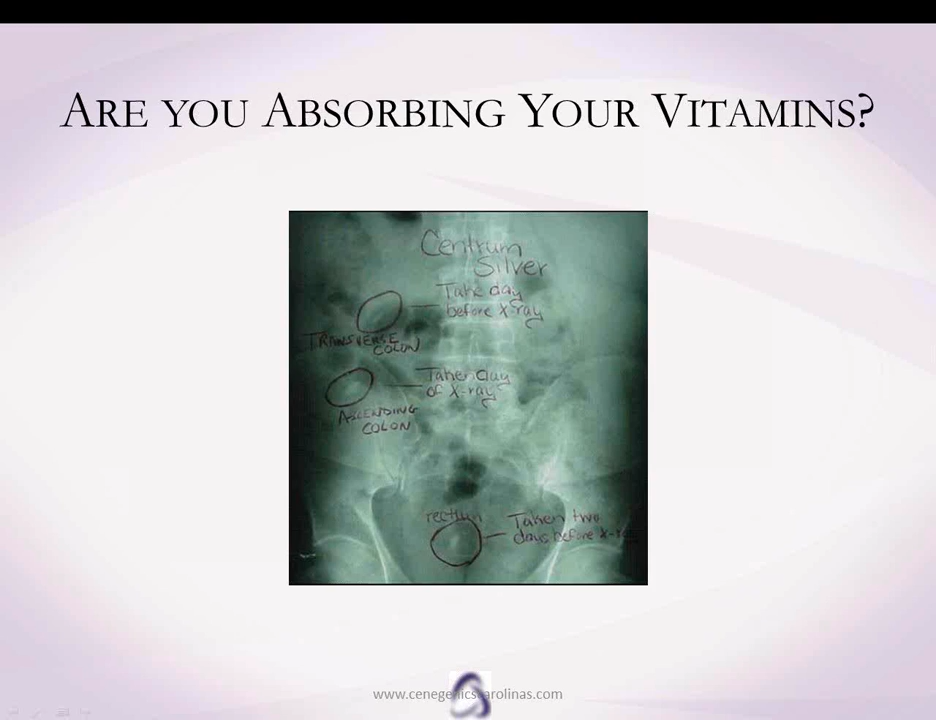 ARE YOU ABSORBING YOUR VITAMINS?
Centrum
Silver
Take day
before X-ray
TRANSVERSE
COLON
Taken day
of X-ray
ASCENDING
COLON
rectum
Taken two
days before
www.cenegenicscarolinas.com